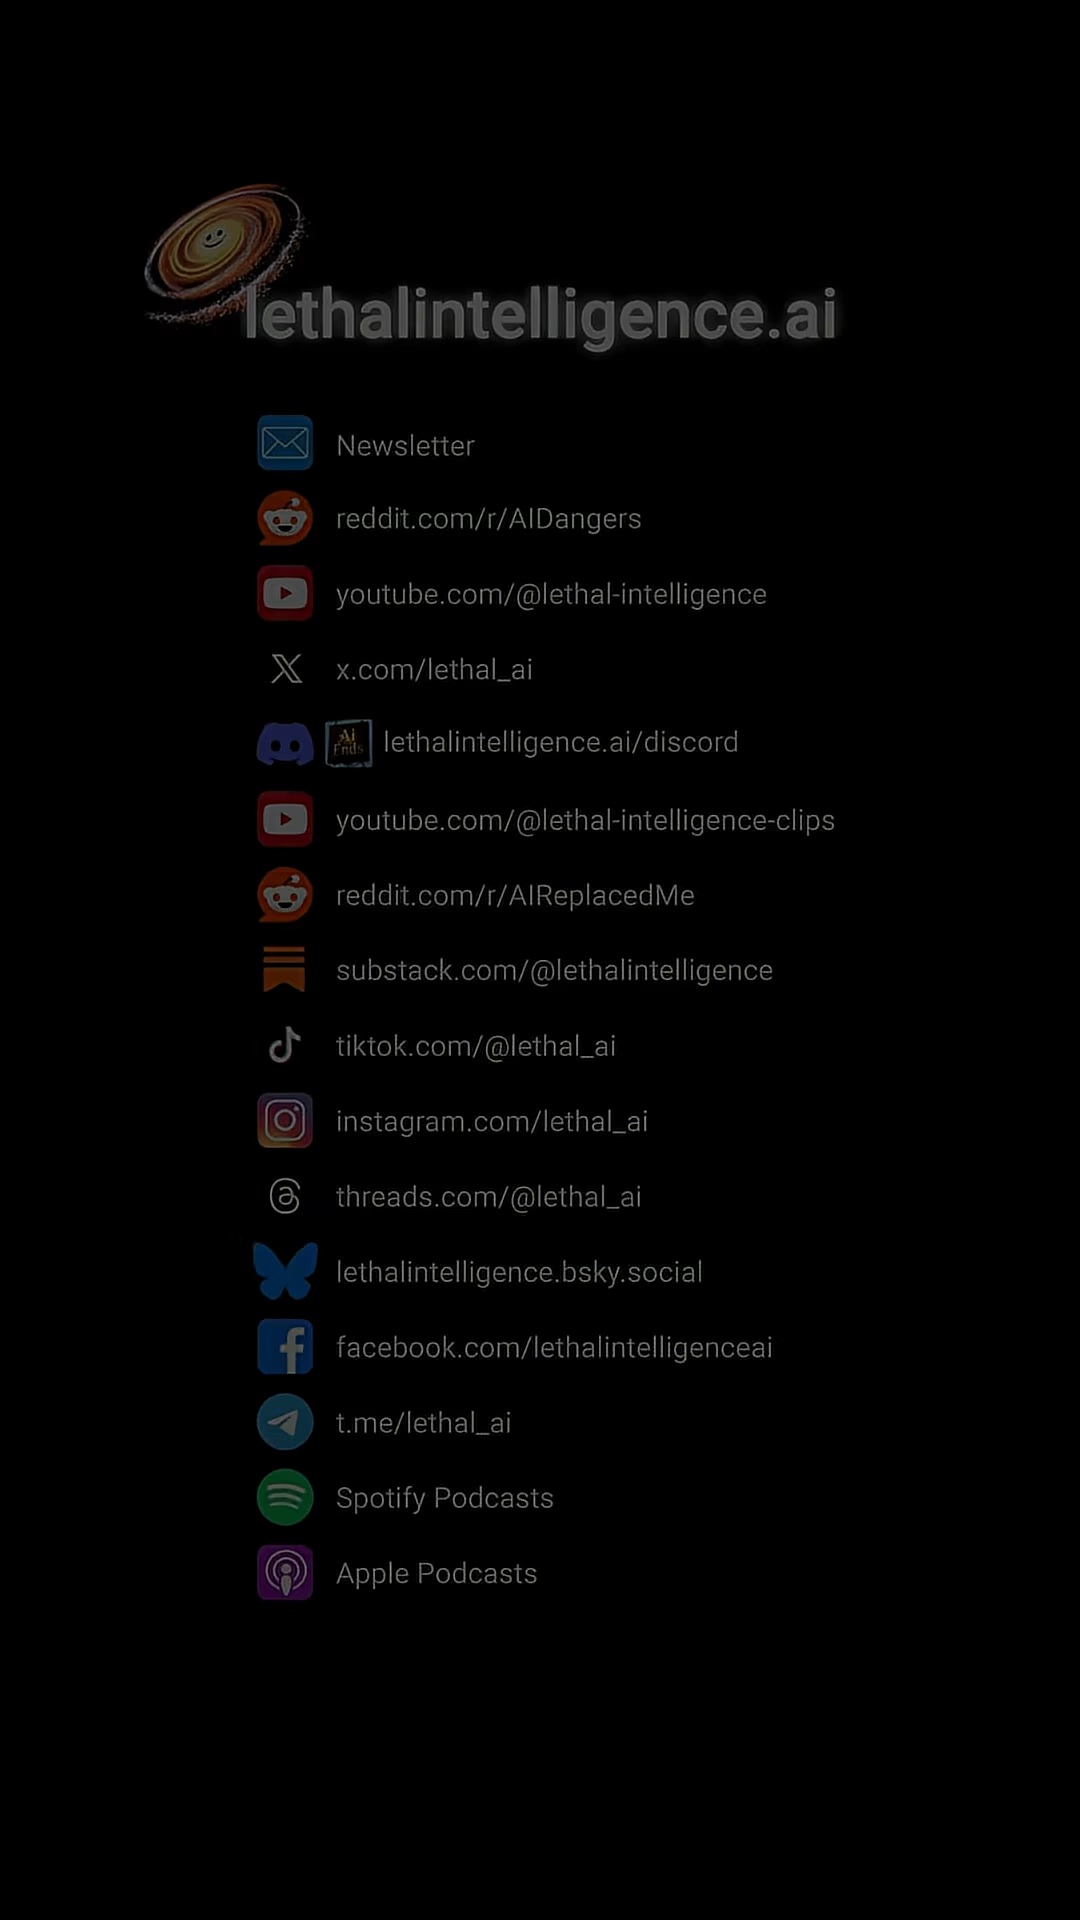 lethalintelligence.ai
Newsletter
reddit.com/r/AIDangers
youtube.com/@lethal-intelligence
x.com/lethal_ai
Ai
Ends
lethalintelligence.ai/discord
youtube.com/@lethal-intelligence-clips
reddit.com/r/AIReplacedMe
substack.com/@lethalintelligence
tiktok.com/@lethal_ai
instagram.com/lethal_ai
threads.com/@lethal_ai
lethalintelligence.bsky.social
facebook.com/lethalintelligenceai
t.me/lethal_ai
Spotify Podcasts
Apple Podcasts